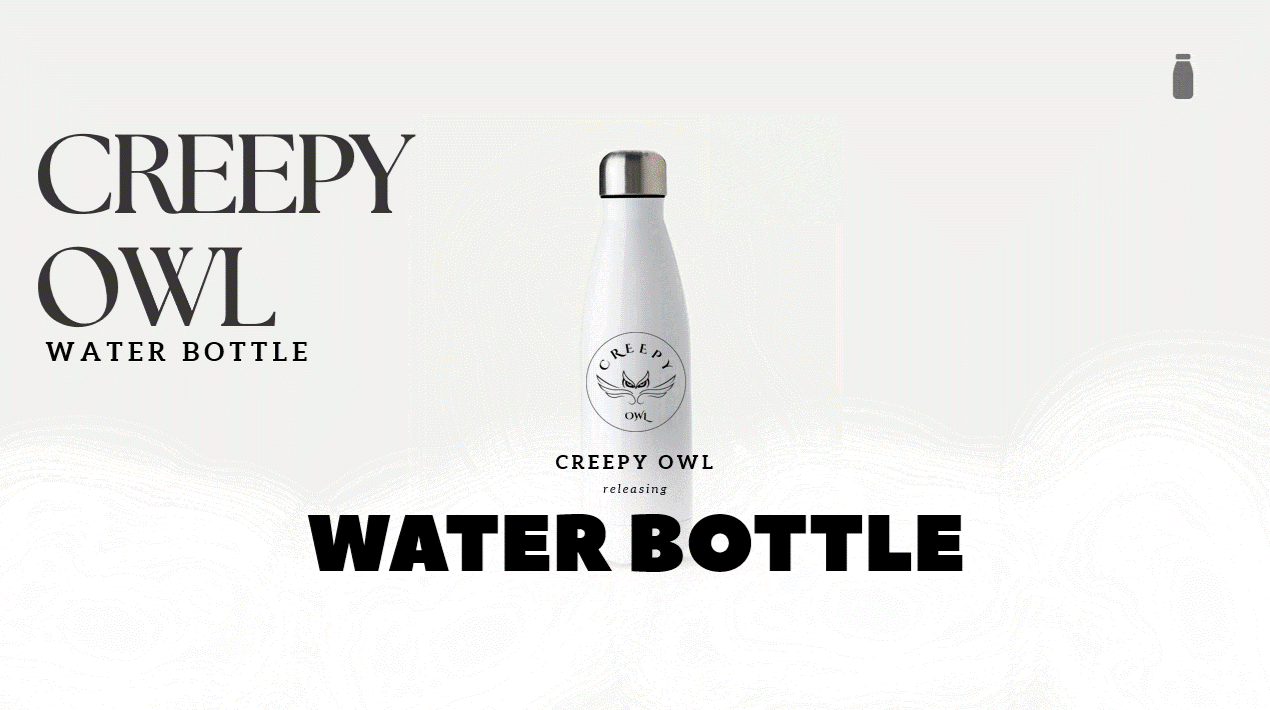 CREEPY
OWL
WATER BOTTLE
CREEPY
OWL
CREEPY OWL
releasing
WATER BOTTLE